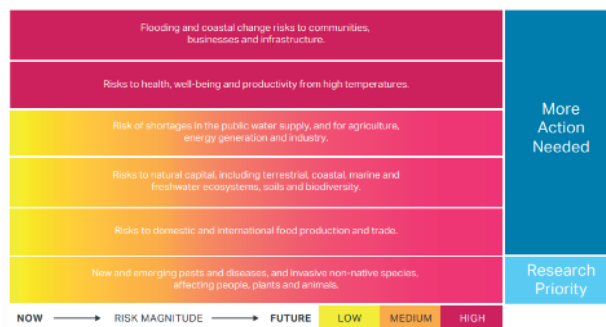 Flooding and coastal change risks to communities,
businesses and infrastructure.
Risks to health, well-being and productivity from high temperatures.
Risk of shortages in the public water supply, and for agriculture,
energy generation and industry.
Risks to natural capital, including terrestrial, coastal, marine and
freshwater ecosystems, soils and biodiversity.
Risks to domestic and international food production and trade.
New and emerging pests and diseases, and invasive non-native species,
affecting people, plants and animals.
More
Action
Needed
Research
Priority
NOW RISK MAGNITUDE FUTURE LOW MEDIUM HIGH